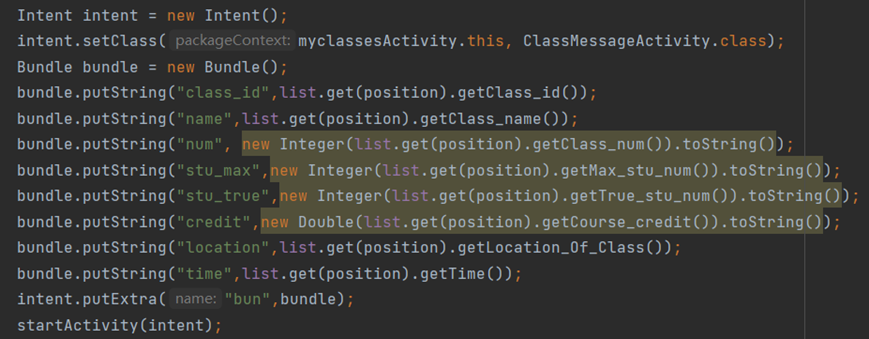 Intent intent = new Intent();
intent.setClass( packageContext: myclassesActivity.this, ClassMessageActivity.class);
Bundle bundle = new Bundle();
bundle.putString("class_id",list.get(position).getClass_id());
bundle.putString("name",list.get(position).getClass_name());
bundle.putString("num", new Integer(list.get(position).getClass_num()).toString());
bundle.putString("stu_max",new Integer(list.get(position).getMax_stu_num()).toString());
bundle.putString("stu_true",new Integer(list.get(position).getTrue_stu_num()).toString());
bundle.putString("credit",new Double(list.get(position).getCourse_credit()).toString());
bundle.putString("location",list.get(position).getLocation_Of_Class());
bundle.putString("time",list.get(position).getTime());
intent.putExtra( name: "bun",bundle);
startActivity(intent);